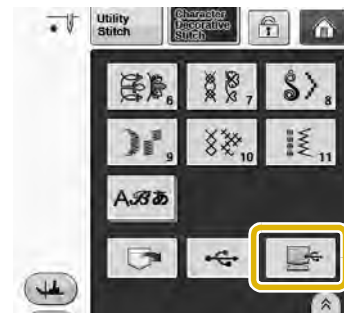 Utility
Stitch
Character
Decorative
Stitch
6
7
8
9
10
11
ABあ